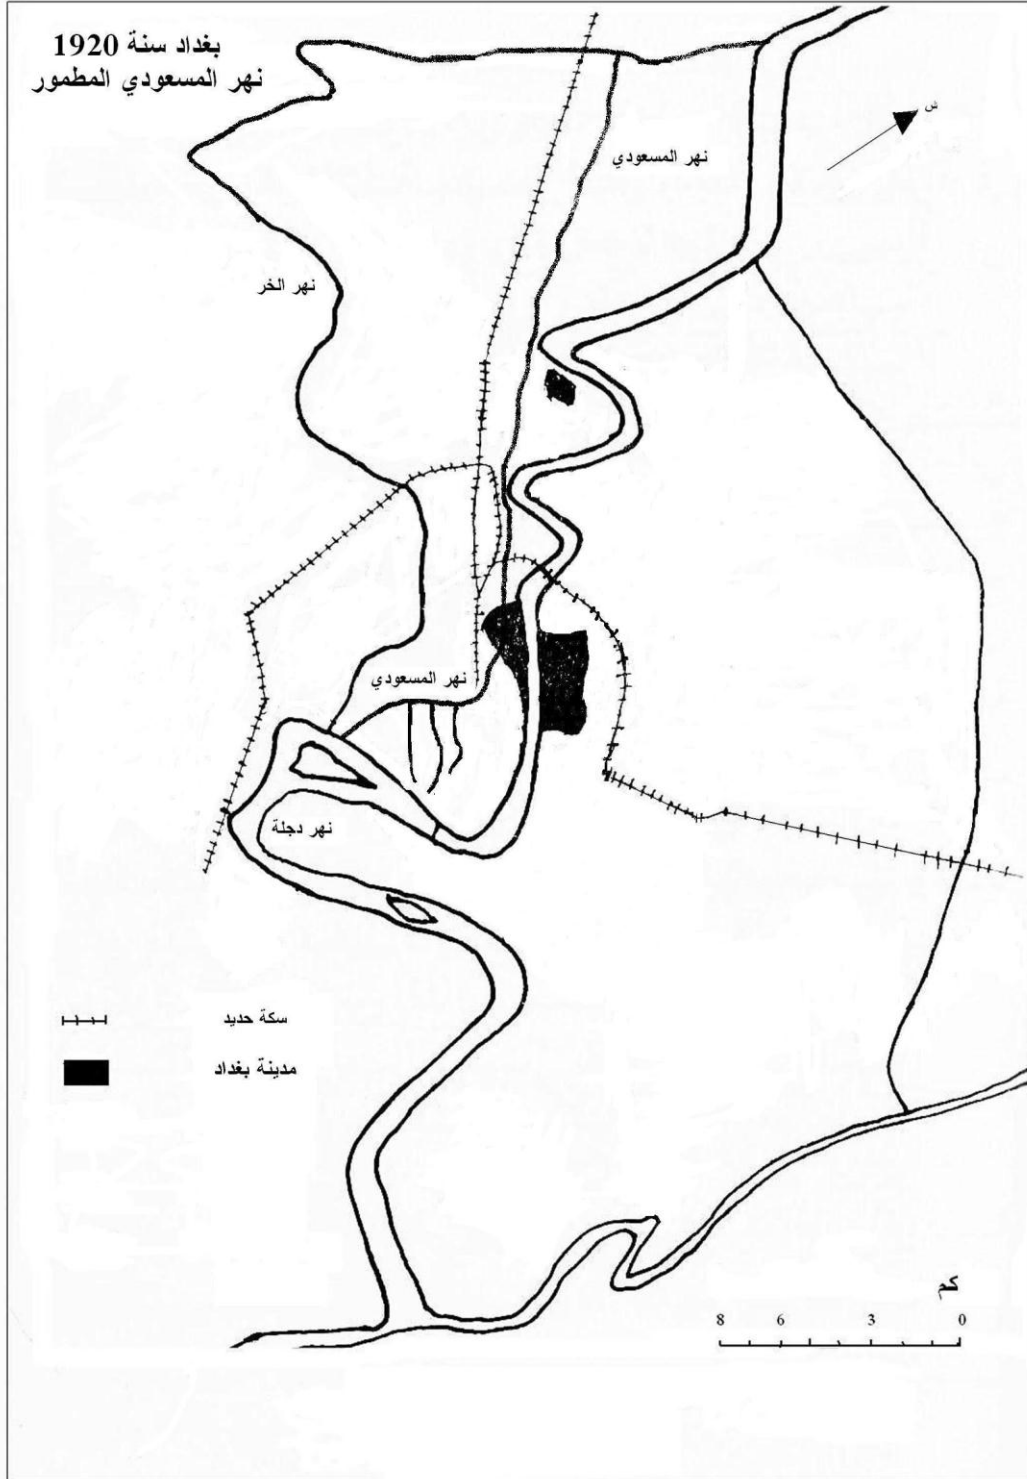 بغداد سنة 1920
نهر المسعودي المطمور
ش
نهر المسعودي
نهر الخر
نهر المسعودي
نهر دجلة
سكة حديد
مدينة بغداد
كم
8 6 3 0